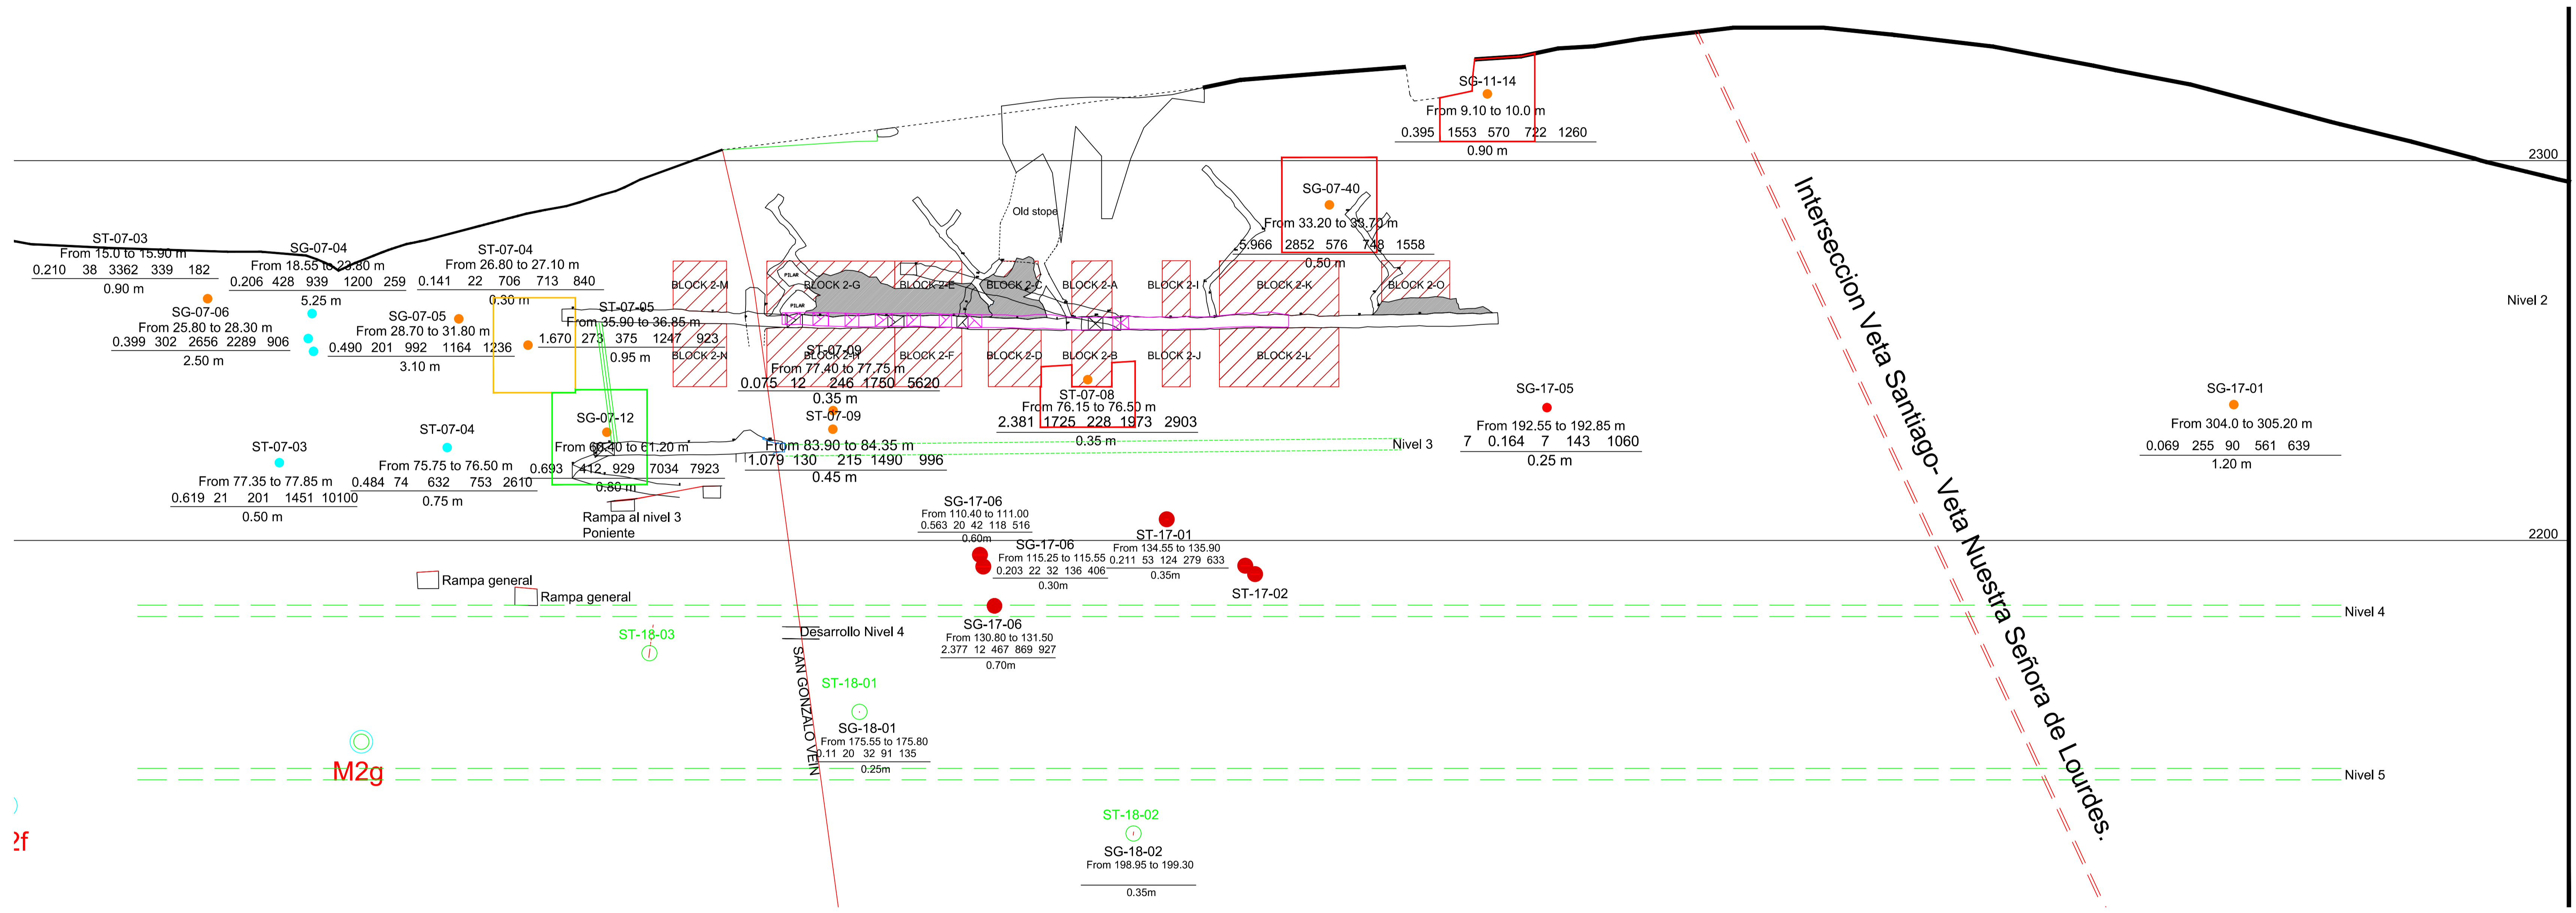 SG-11-14
From 9.10 to 10.0 m
0.395 1553 570 722 1260
0.90 m
2300
SG-07-40
From 33.20 to 33.70 m
5.966 2852 576 748 1558
0.50 m
Old stope
Interseccion Veta Santiago- Veta Nuestra Señora de Lourdes.
ST-07-03
From 15.0 to 15.90 m
0.210 38 3362 339 182
0.90 m
SG-07-04
From 18.55 to 23.80 m
0.206 428 939 1200 259
5.25 m
ST-07-04
From 26.80 to 27.10 m
0.141 22 706 713 840
0.30 m
SG-07-06
From 25.80 to 28.30 m
0.399 302 2656 2289 906
2.50 m
SG-07-05
From 28.70 to 31.80 m
0.490 201 992 1164 1236
3.10 m
ST-07-05
From 35.90 to 36.85 m
1.670 273 375 1247 923
0.95 m
PILAR
PILAR
BLOCK 2-M
BLOCK 2-G
BLOCK 2-E
BLOCK 2-C
BLOCK 2-A
BLOCK 2-I
BLOCK 2-K
BLOCK 2-O
Nivel 2
BLOCK 2-N
BLOCK 2-H
BLOCK 2-F
BLOCK 2-D
BLOCK 2-B
BLOCK 2-J
BLOCK 2-L
ST-07-09
From 77.40 to 77.75 m
0.075 12 246 1750 5620
0.35 m
ST-07-09
From 83.90 to 84.35 m
1.079 130 215 1490 996
0.45 m
ST-07-08
From 76.15 to 76.50 m
2.381 1725 228 1973 2903
0.35 m
SG-17-05
From 192.55 to 192.85 m
7 0.164 7 143 1060
0.25 m
SG-17-01
From 304.0 to 305.20 m
0.069 255 90 561 639
1.20 m
Nivel 3
SG-07-12
From 60.40 to 61.20 m
0.693 412 929 7034 7923
0.80 m
ST-07-03
From 77.35 to 77.85 m
0.619 21 201 1451 10100
0.50 m
ST-07-04
From 75.75 to 76.50 m
0.484 74 632 753 2610
0.75 m
Rampa al nivel 3
Poniente
SG-17-06
From 110.40 to 111.00
0.563 20 42 118 516
0.60m
SG-17-06
From 115.25 to 115.55
0.203 22 32 136 406
0.30m
ST-17-01
From 134.55 to 135.90
0.211 53 124 279 633
0.35m
2200
ST-17-02
Rampa general
Rampa general
Nivel 4
SG-17-06
From 130.80 to 131.50
2.377 12 467 869 927
0.70m
ST-18-03
Desarrollo Nivel 4
SAN GONZALO VEIN
ST-18-01
SG-18-01
From 175.55 to 175.80
0.11 20 32 91 135
0.25m
M2g
Nivel 5
2f
ST-18-02
SG-18-02
From 198.95 to 199.30
0.35m